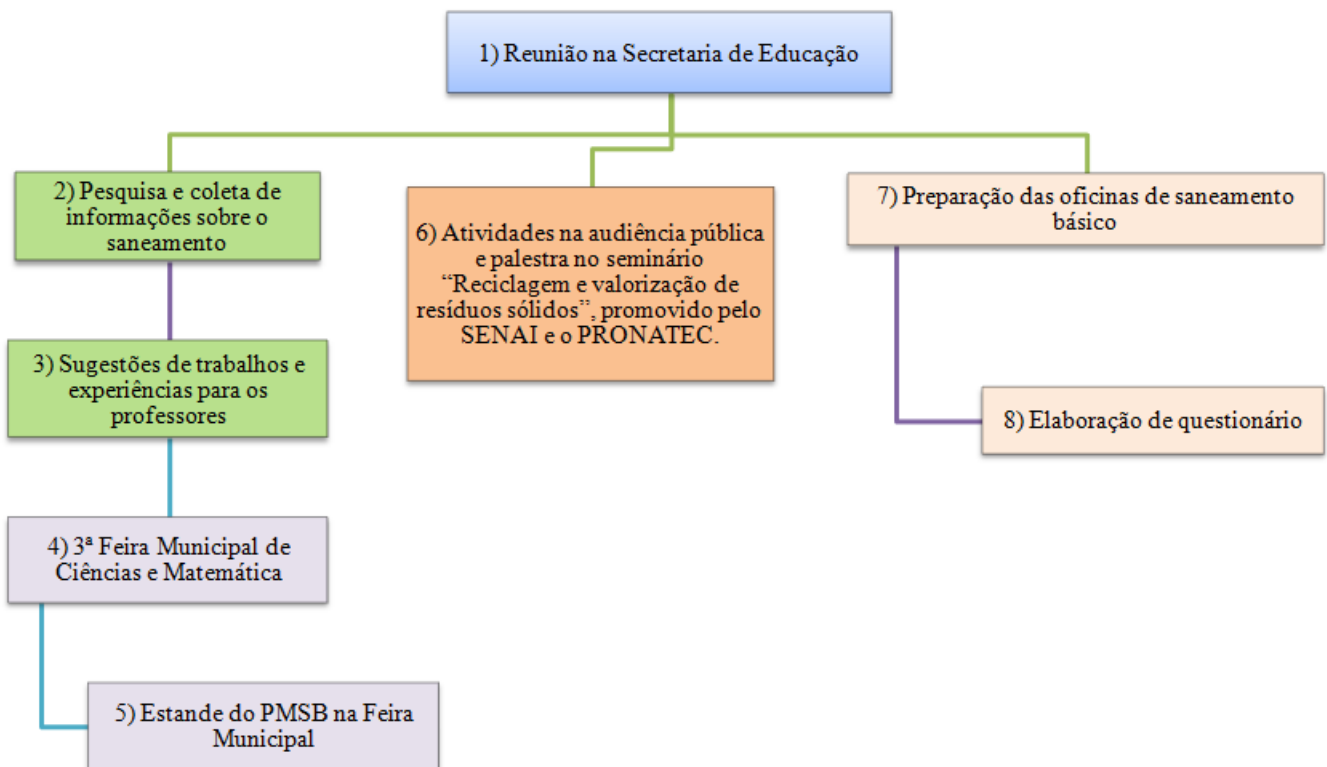 1) Reunião na Secretaria de Educação
2) Pesquisa e coleta de
informações sobre o
saneamento
3) Sugestões de trabalhos e
experiências para os
professores
4) 3ª Feira Municipal de
Ciências e Matemática
5) Estande do PMSB na Feira
Municipal
6) Atividades na audiência pública
e palestra no seminário
“Reciclagem e valorização de
resíduos sólidos”, promovido pelo
SENAI e o PRONATEC.
7) Preparação das oficinas de saneamento
básico
8) Elaboração de questionário